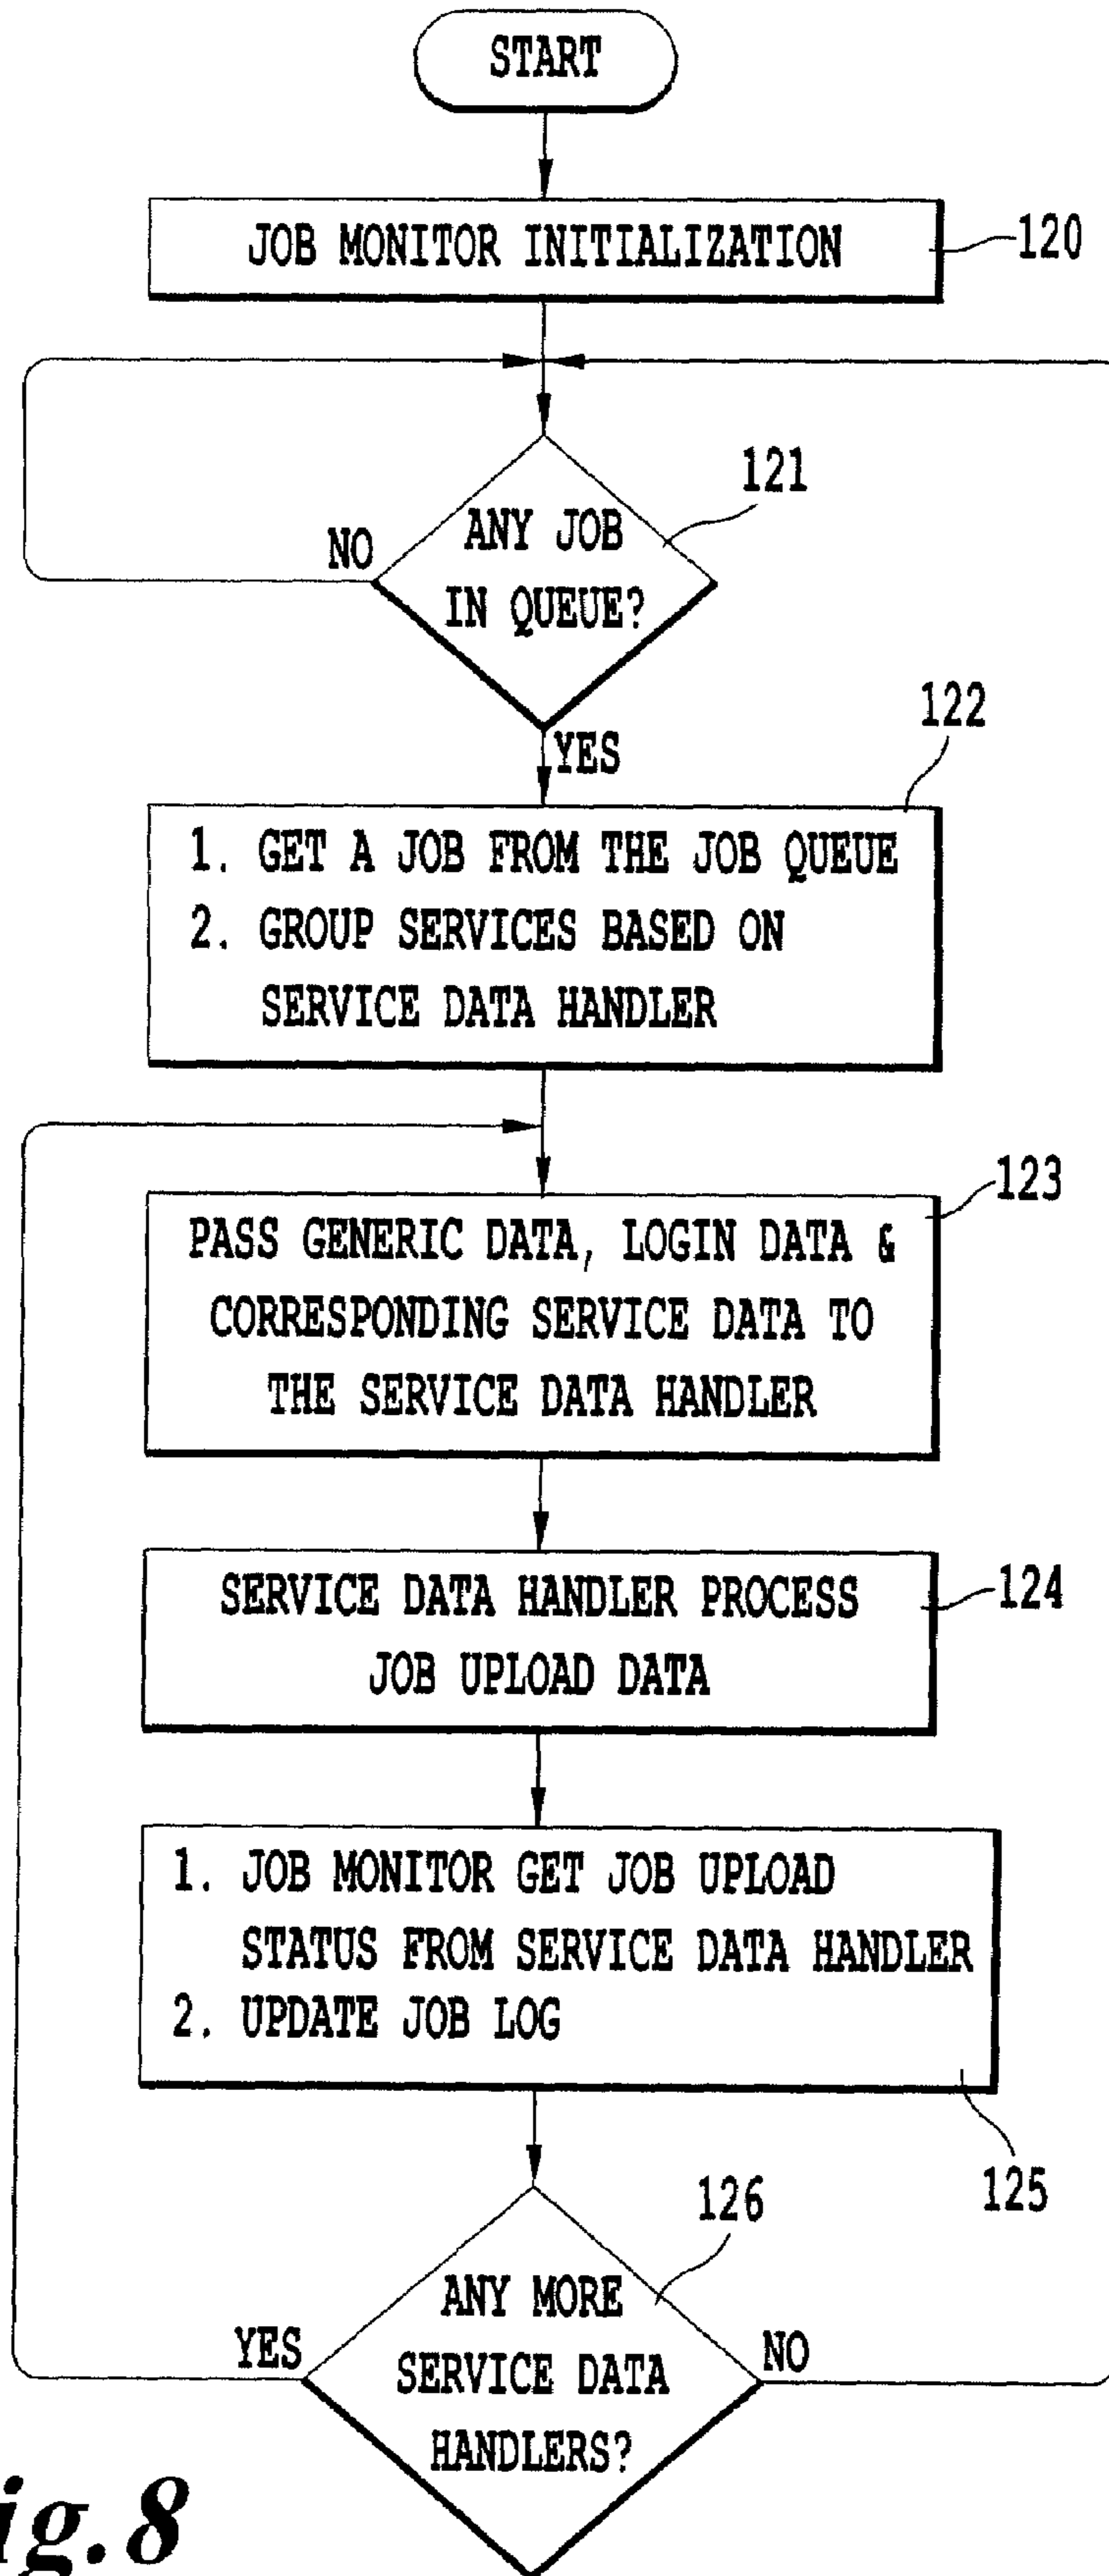 START
JOB MONITOR INITIALIZATION
120
121
ANY JOB
IN QUEUE?
NO
YES
122
1. GET A JOB FROM THE JOB QUEUE
2. GROUP SERVICES BASED ON
SERVICE DATA HANDLER
123
PASS GENERIC DATA, LOGIN DATA &
CORRESPONDING SERVICE DATA TO
THE SERVICE DATA HANDLER
124
SERVICE DATA HANDLER PROCESS
JOB UPLOAD DATA
1. JOB MONITOR GET JOB UPLOAD
STATUS FROM SERVICE DATA HANDLER
2. UPDATE JOB LOG
125
126
ANY MORE
SERVICE DATA
HANDLERS?
YES
NO
ig. 8